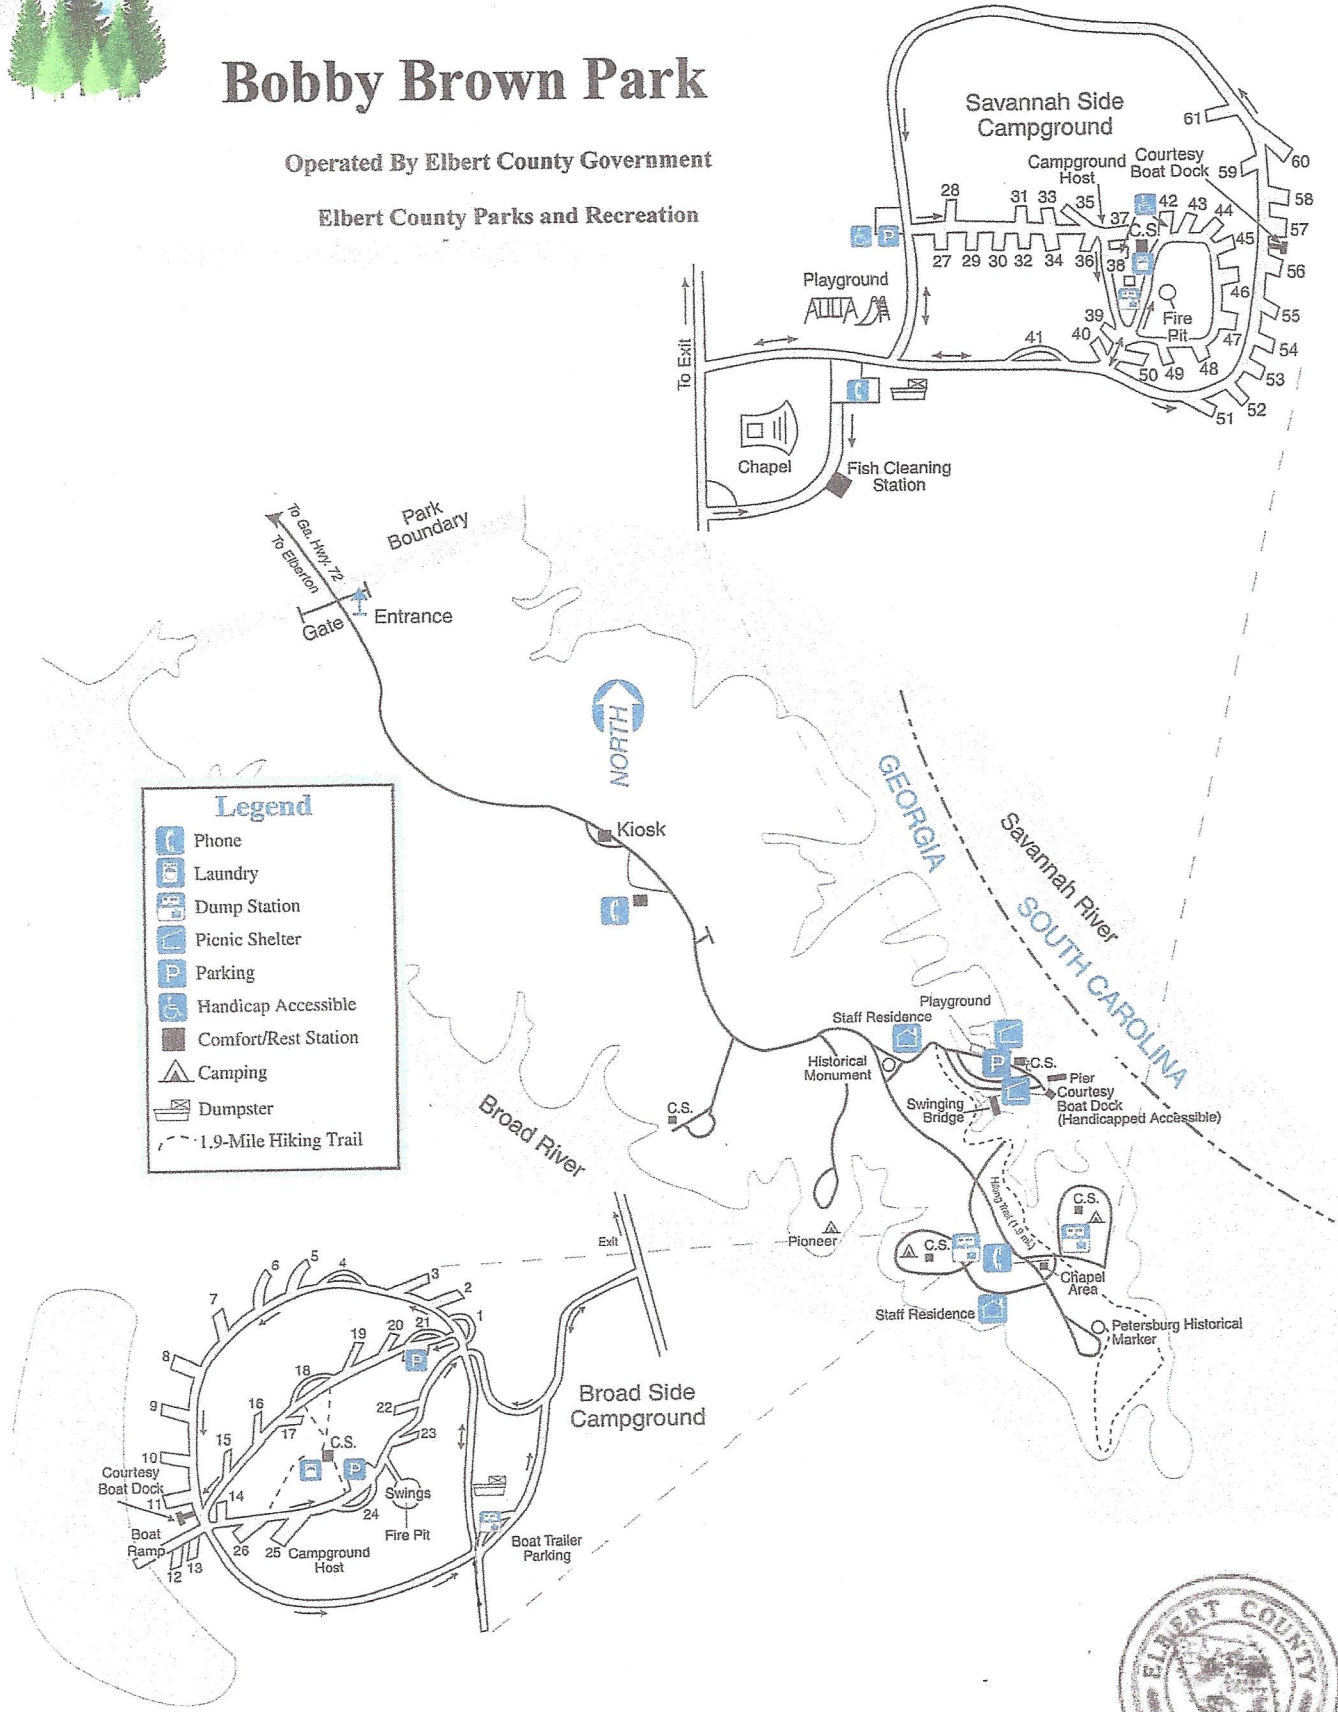 Bobby Brown Park
Operated By Elbert County Government
Elbert County Parks and Recreation
Savannah Side
Campground
61
60
59
58
57
56
55
54
53
52
51
Campground
Host
Courtesy
Boat Dock
28
31
33
35
37
42
43
44
45
46
47
48
49
50
C.S.
27
29
30
32
34
36
38
39
40
41
Fire
Pit
P
Playground
To Exit
Chapel
Fish Cleaning
Station
To Ga. Hwy. 72
To Elberton
Park
Boundary
Gate
Entrance
NORTH
Kiosk
GEORGIA
Savannah River
SOUTH CAROLINA
Legend
Phone
Laundry
Dump Station
Picnic Shelter
P
Parking
Handicap Accessible
Comfort/Rest Station
Camping
Dumpster
1.9-Mile Hiking Trail
Playground
Staff Residence
Historical
Monument
P
C.S.
Pier
Courtesy
Boat Dock
(Handicapped Accessible)
Swinging
Bridge
C.S.
Broad River
Hiking Trail (1.9 mi.)
C.S.
Pioneer
C.S.
Chapel
Area
Staff Residence
Petersburg Historical
Marker
Exit
Broad Side
Campground
1
2
3
4
5
6
7
8
9
10
11
12
13
14
15
16
17
18
19
20
21
22
23
24
25
26
P
C.S.
P
Swings
Fire Pit
Courtesy
Boat Dock
Boat
Ramp
Campground
Host
Boat Trailer
Parking
ELBERT COUNTY